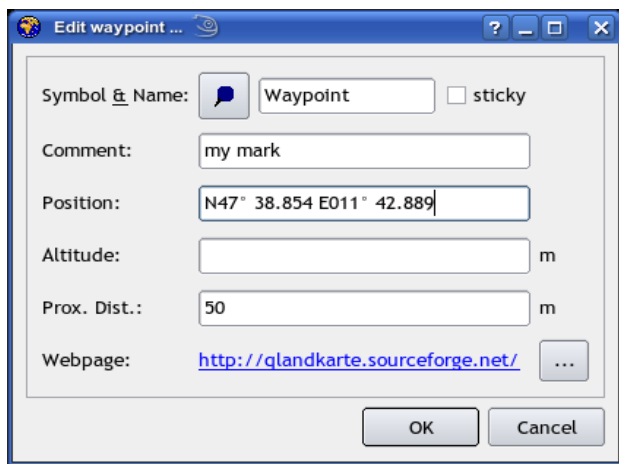 Edit waypoint ...
Symbol & Name: Waypoint sticky
Comment: my mark
Position: N47° 38.854 E011° 42.889
Altitude: m
Prox. Dist.: 50 m
Webpage: http://qlandkarte.sourceforge.net/ ...
OK Cancel